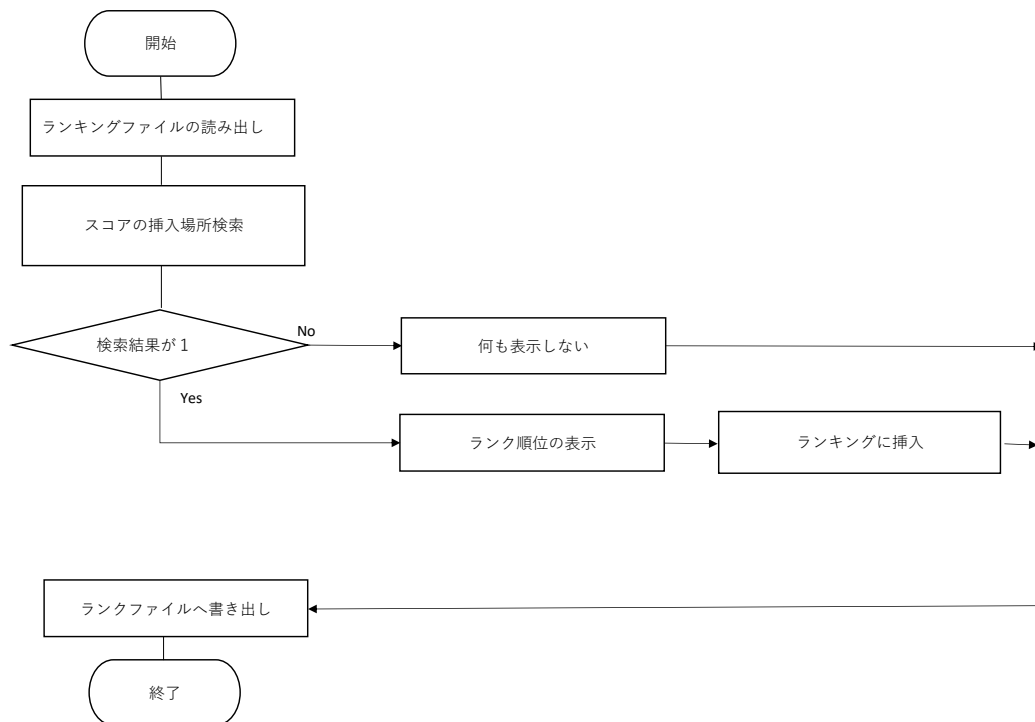 開始
ランキングファイルの読み出し
スコアの挿入場所検索
検索結果が1
No
何も表示しない
Yes
ランク順位の表示
ランキングに挿入
ランクファイルへ書き出し
終了